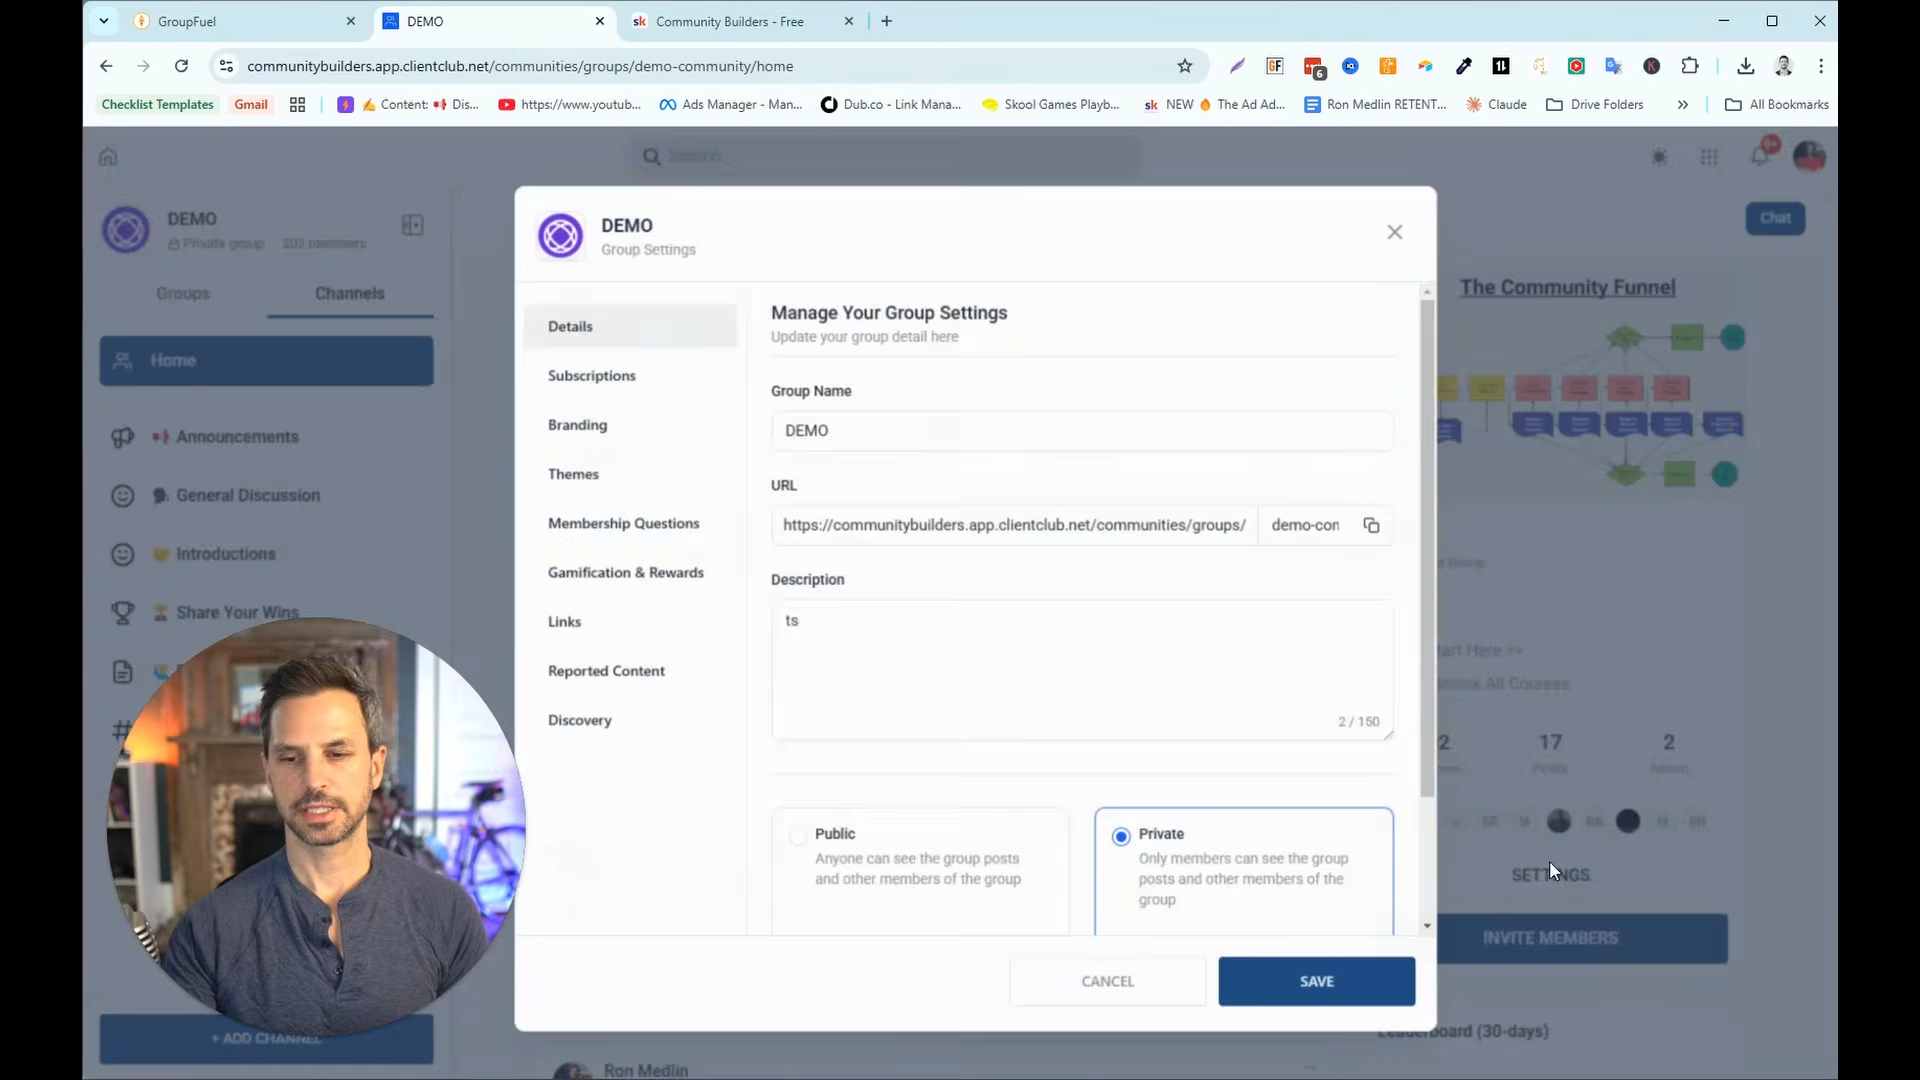 GroupFuel
DEMO
Community Builders - Free
communitybuilders.app.clientclub.net/communities/groups/demo-community/home
6
Checklist Templates
Gmail
Content:
Dis...
https://www.youtub...
Ads Manager - Man...
Dub.co - Link Mana...
Skool Games Playb...
NEW
The Ad Ad...
Ron Medlin RETENT...
Claude
Drive Folders
All Bookmarks
Search
9+
DEMO
Private group
202 members
Chat
Groups
Channels
Home
Announcements
General Discussion
Introductions
Share Your Wins
+ ADD CHANNEL
DEMO
Group Settings
Details
Subscriptions
Branding
Themes
Membership Questions
Gamification & Rewards
Links
Reported Content
Discovery
Manage Your Group Settings
Update your group detail here
Group Name
DEMO
URL
https://communitybuilders.app.clientclub.net/communities/groups/
demo-con
Description
ts
2 / 150
Public
Anyone can see the group posts
and other members of the group
Private
Only members can see the group
posts and other members of the
group
CANCEL
SAVE
The Community Funnel
tart Here >>
All Courses
2
17
2
SETTINGS
INVITE MEMBERS
Leaderboard (30-days)
Ron Medlin